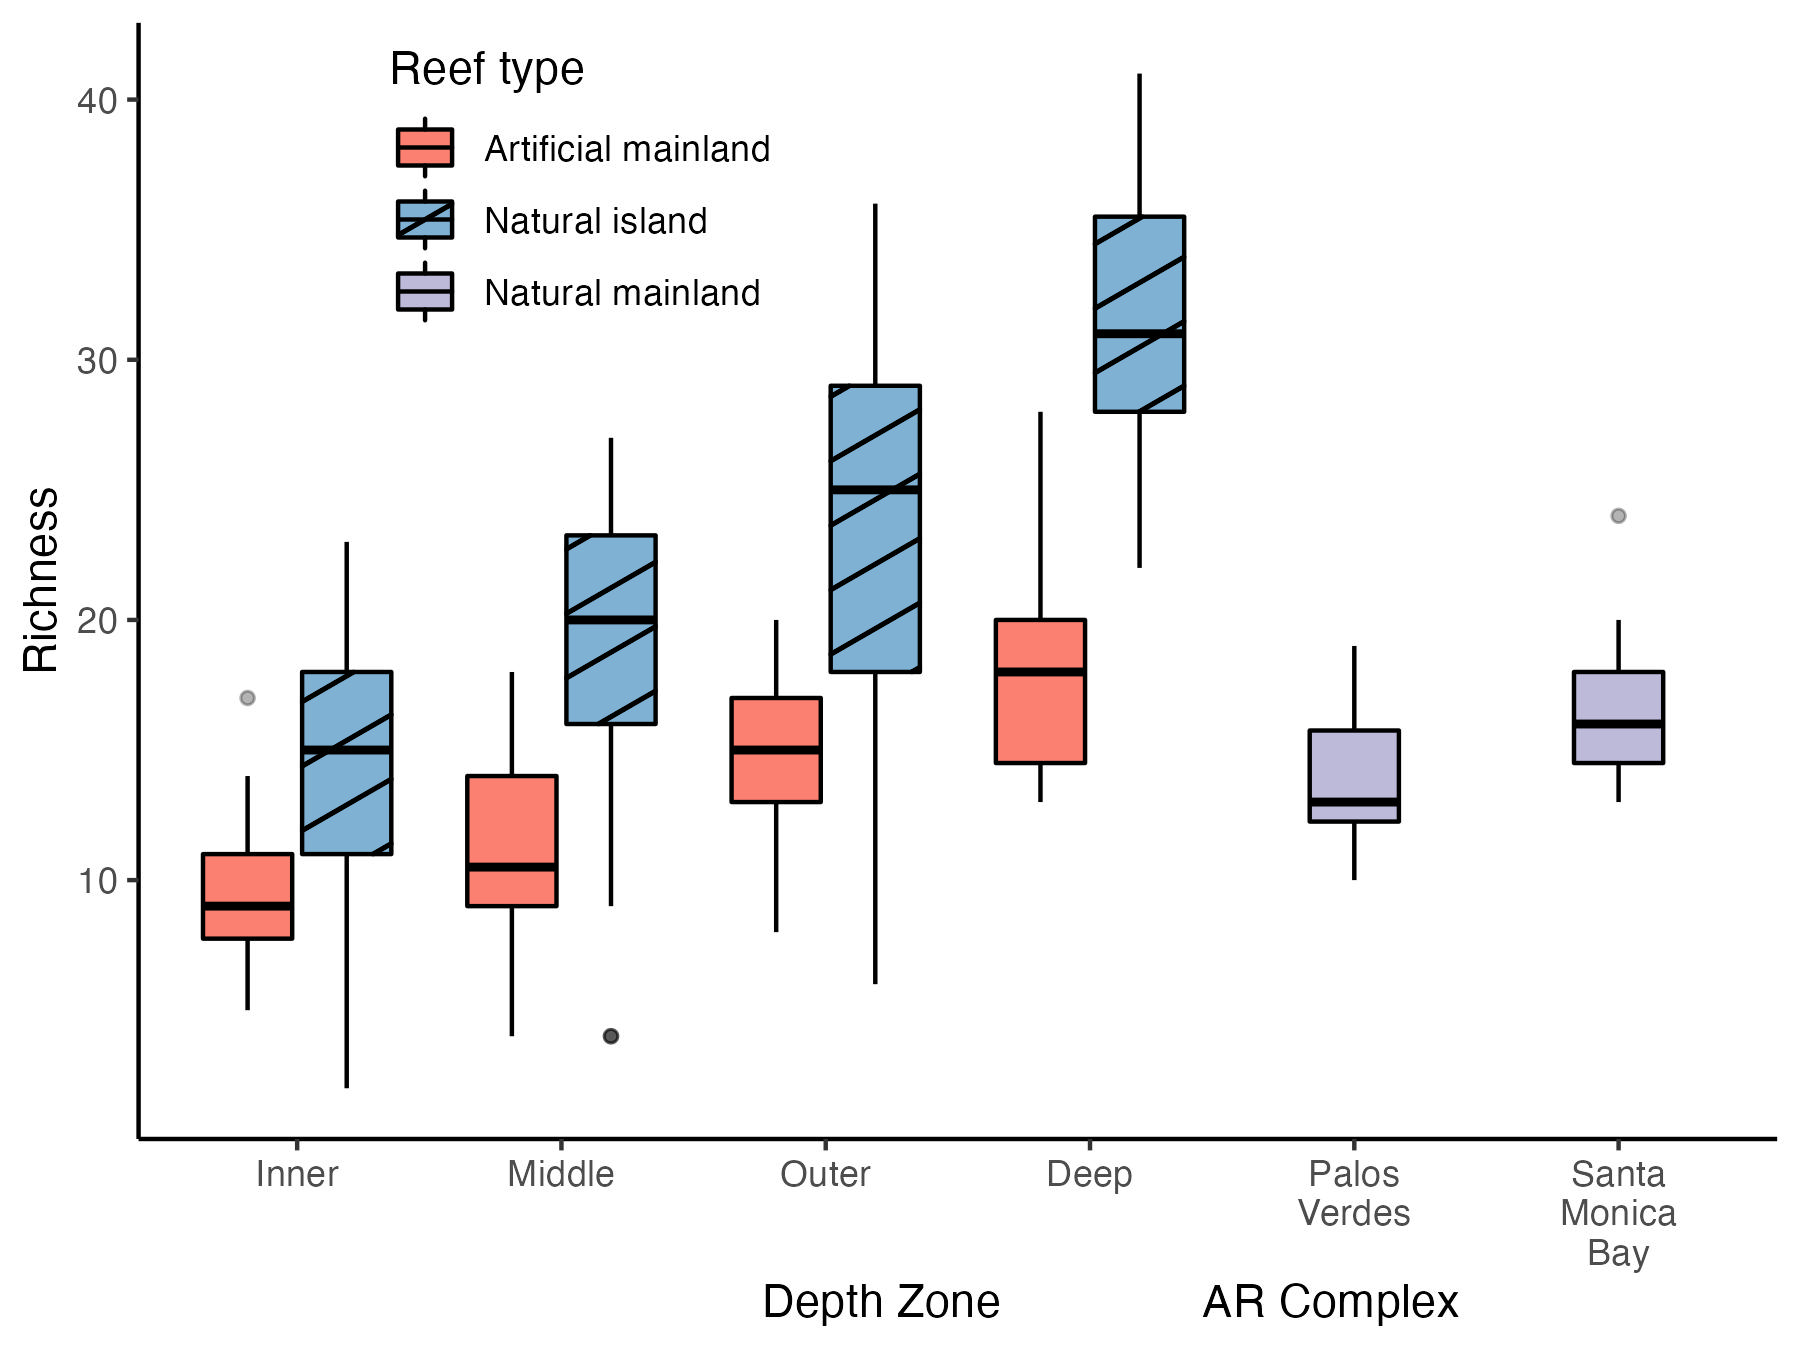 Reef type
Artificial mainland
Natural island
Natural mainland
Richness
40
30
20
10
Inner
Middle
Outer
Deep
Palos
Verdes
Santa
Monica
Bay
Depth Zone
AR Complex